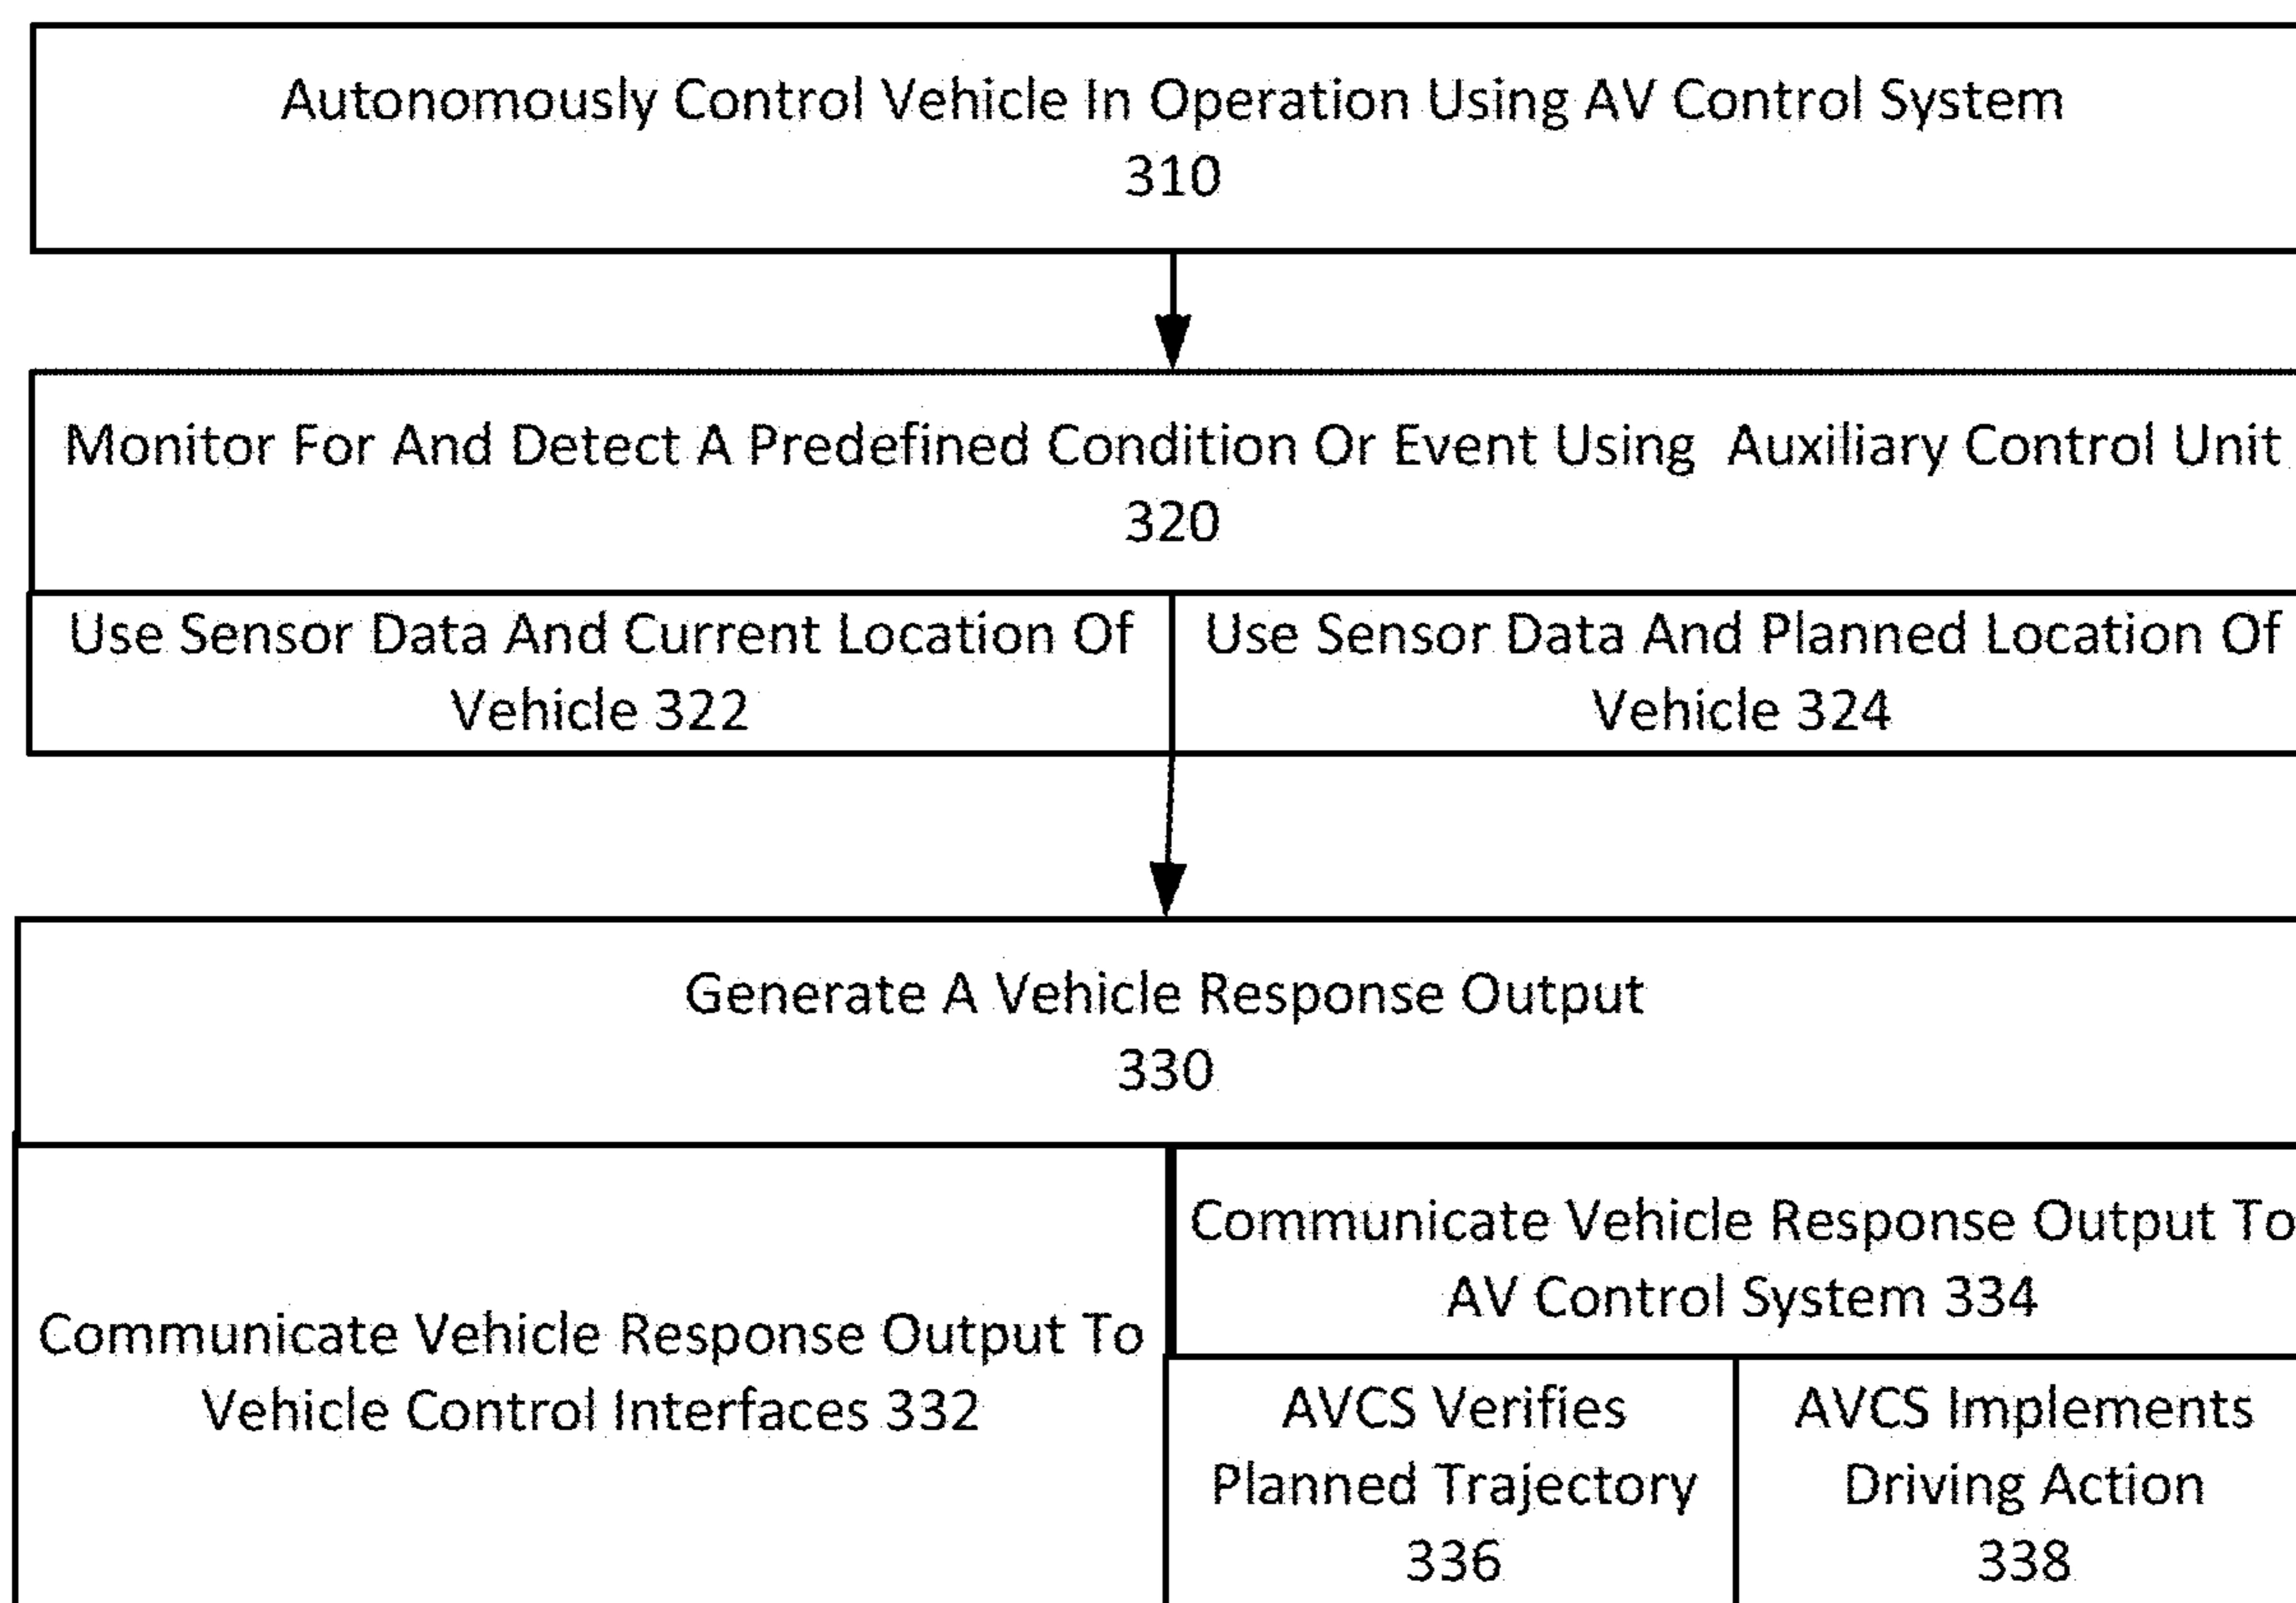 Autonomously Control Vehicle In Operation Using AV Control System
310
Monitor For And Detect A Predefined Condition Or Event Using Auxiliary Control Unit
320
Use Sensor Data And Current Location Of
Vehicle 322
Use Sensor Data And Planned Location Of
Vehicle 324
Generate A Vehicle Response Output
330
Communicate Vehicle Response Output To
Vehicle Control Interfaces 332
Communicate Vehicle Response Output To
AV Control System 334
AVCS Verifies
Planned Trajectory
336
AVCS Implements
Driving Action
338